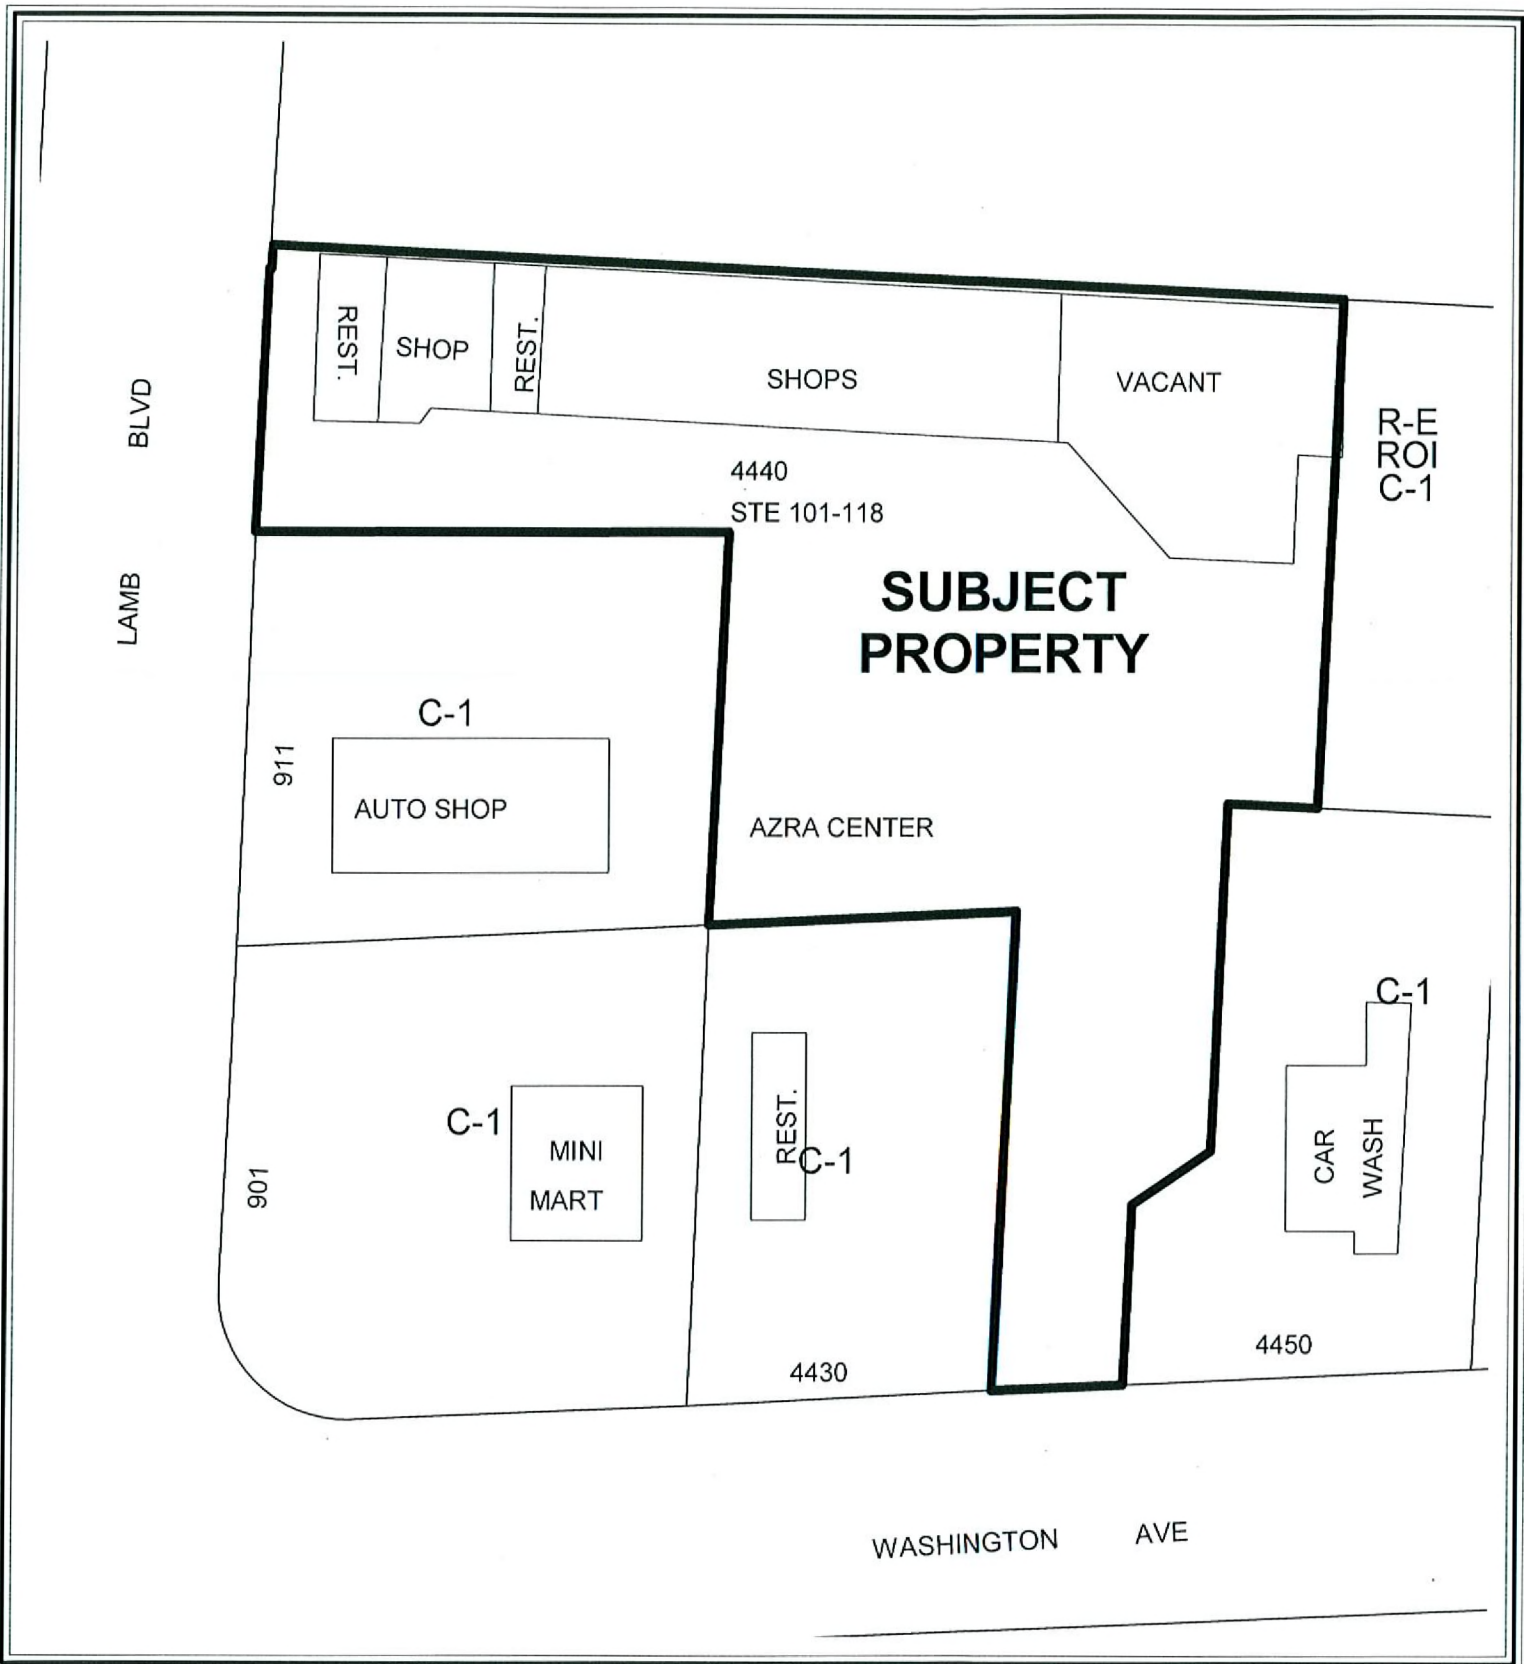 REST.
SHOP
REST.
SHOPS
VACANT
R-E
ROI
C-1
4440
STE 101-118
BLVD
LAMB
SUBJECT
PROPERTY
C-1
911
AUTO SHOP
AZRA CENTER
C-1
C-1
MINI
MART
REST.
C-1
CAR
WASH
901
4430
4450
WASHINGTON AVE